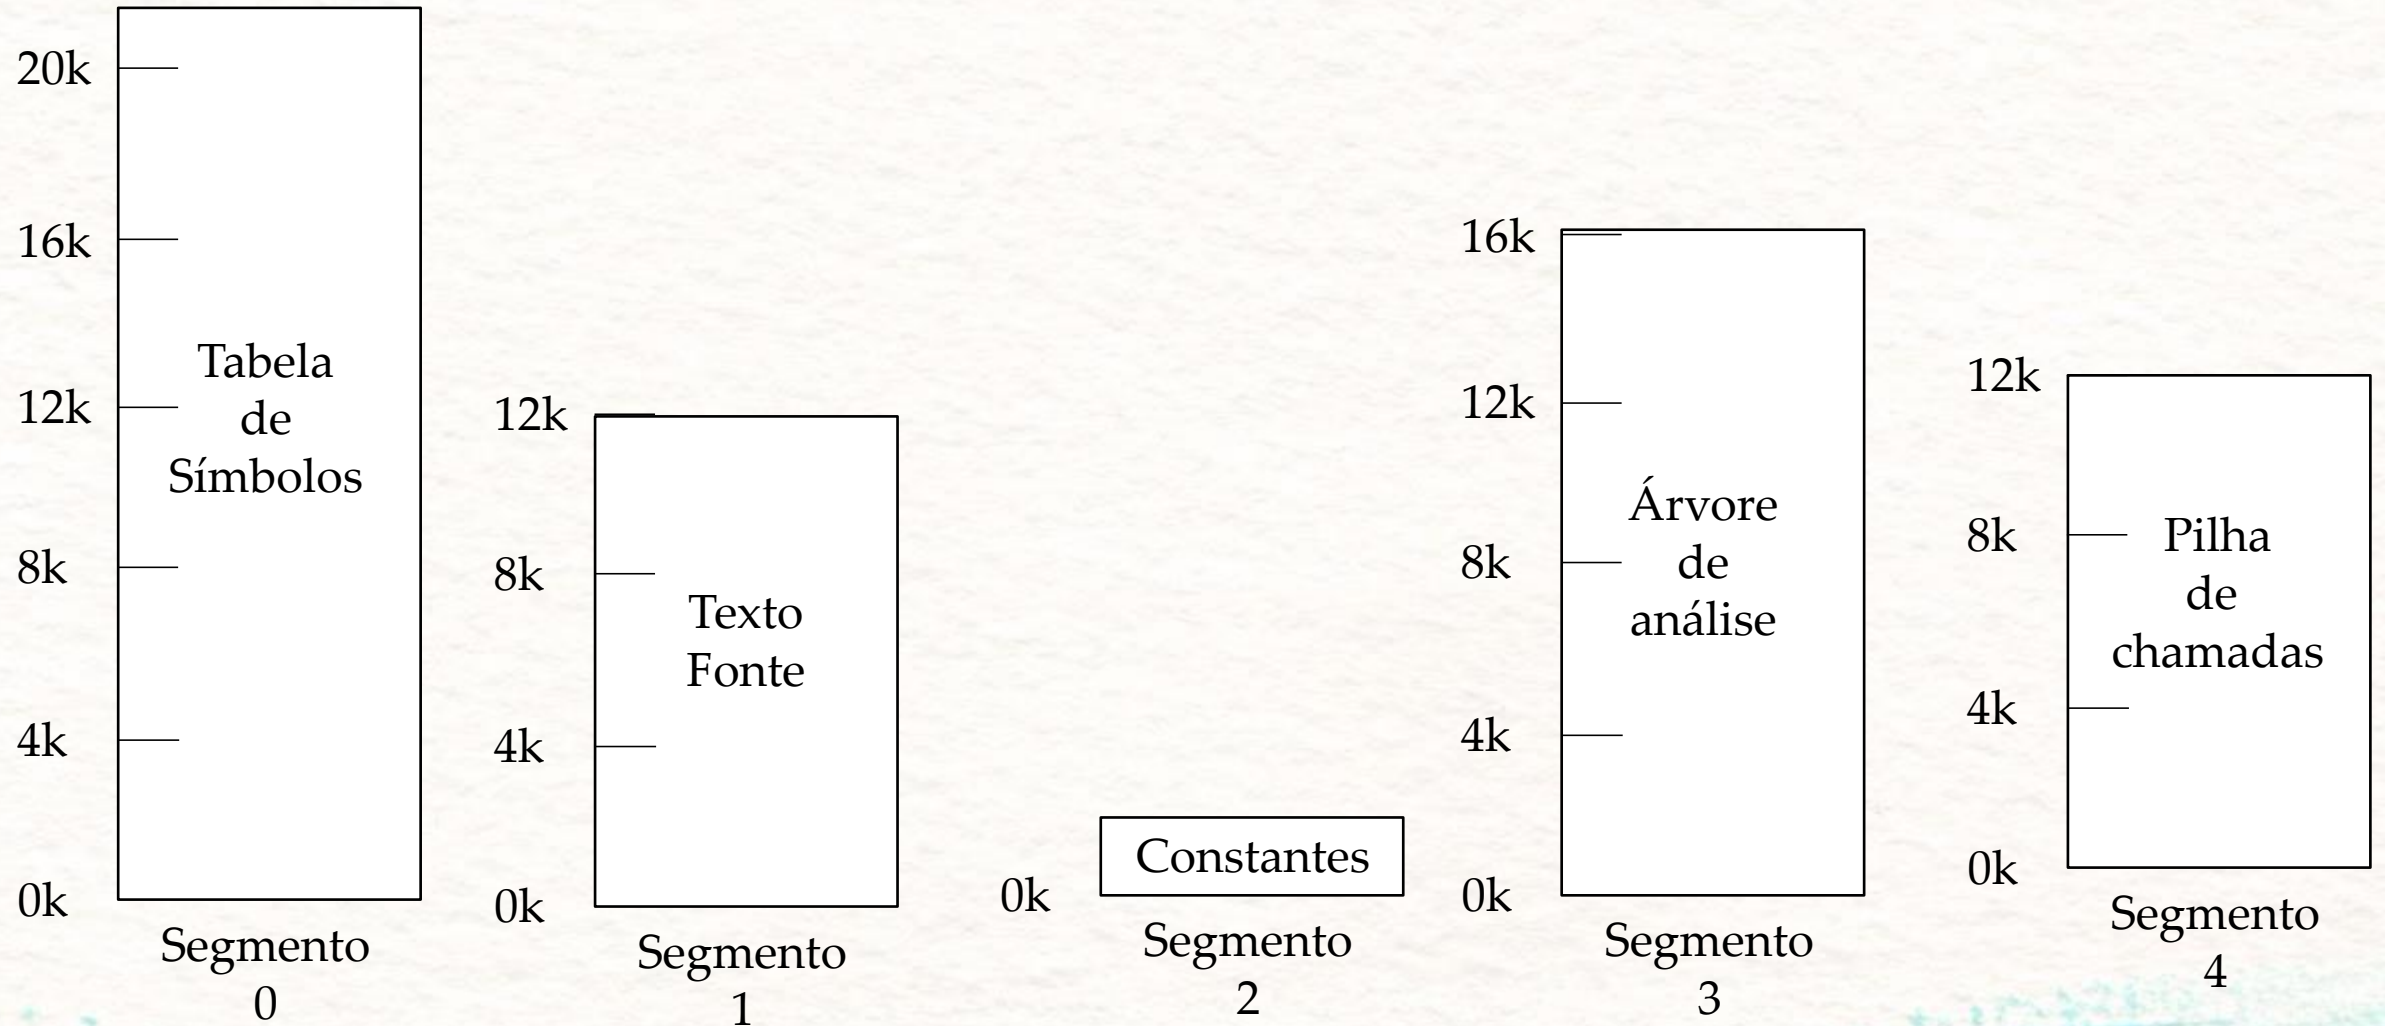 20k
16k
12k
8k
4k
0k
Tabela
de
Símbolos
Segmento
0
12k
8k
4k
0k
Texto
Fonte
Segmento
1
0k
Constantes
Segmento
2
16k
12k
8k
4k
0k
Árvore
de
análise
Segmento
3
12k
8k
4k
0k
Pilha
de
chamadas
Segmento
4